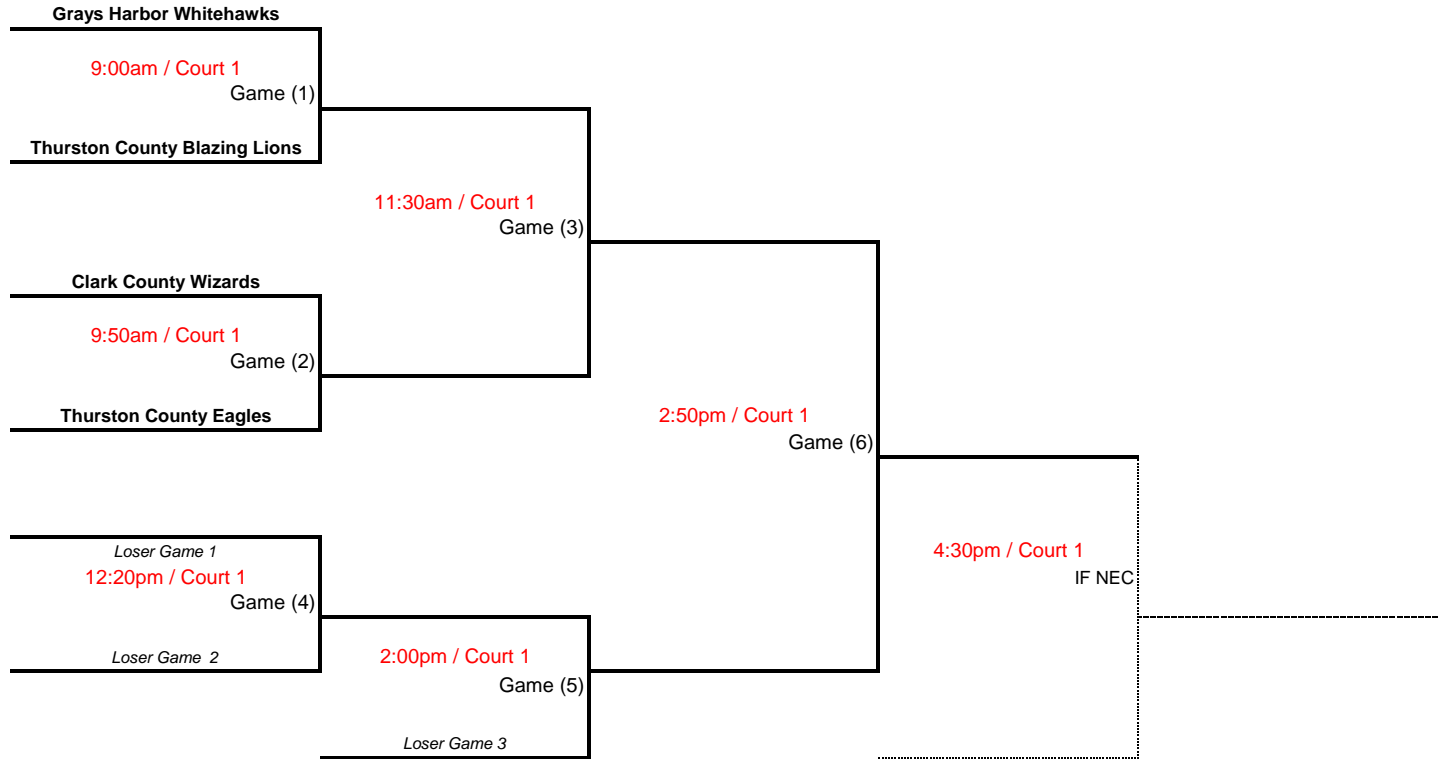 Grays Harbor Whitehawks
9:00am / Court 1
Game (1)
Thurston County Blazing Lions
11:30am / Court 1
Game (3)
Clark County Wizards
9:50am / Court 1
Game (2)
Thurston County Eagles
2:50pm / Court 1
Game (6)
Loser Game 1
12:20pm / Court 1
Game (4)
4:30pm / Court 1
IF NEC
Loser Game 2
2:00pm / Court 1
Game (5)
Loser Game 3